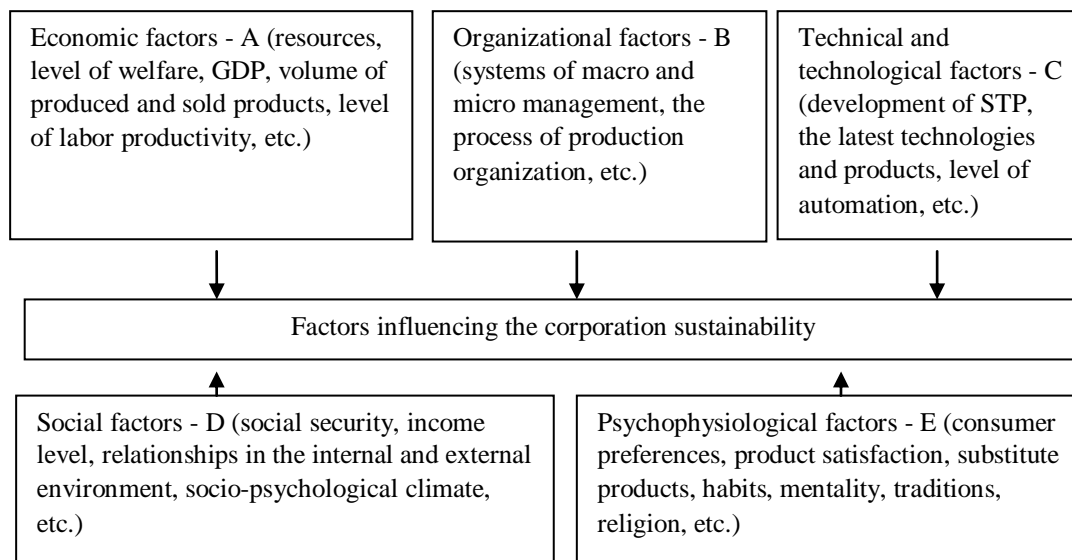 Economic factors - A (resources,
level of welfare, GDP, volume of
produced and sold products, level
of labor productivity, etc.)
Organizational factors - B
(systems of macro and
micro management, the
process of production
organization, etc.)
Technical and
technological factors - C
(development of STP,
the latest technologies
and products, level of
automation, etc.)
Factors influencing the corporation sustainability
Social factors - D (social security, income
level, relationships in the internal and external
environment, socio-psychological climate,
etc.)
Psychophysiological factors - E (consumer
preferences, product satisfaction, substitute
products, habits, mentality, traditions,
religion, etc.)